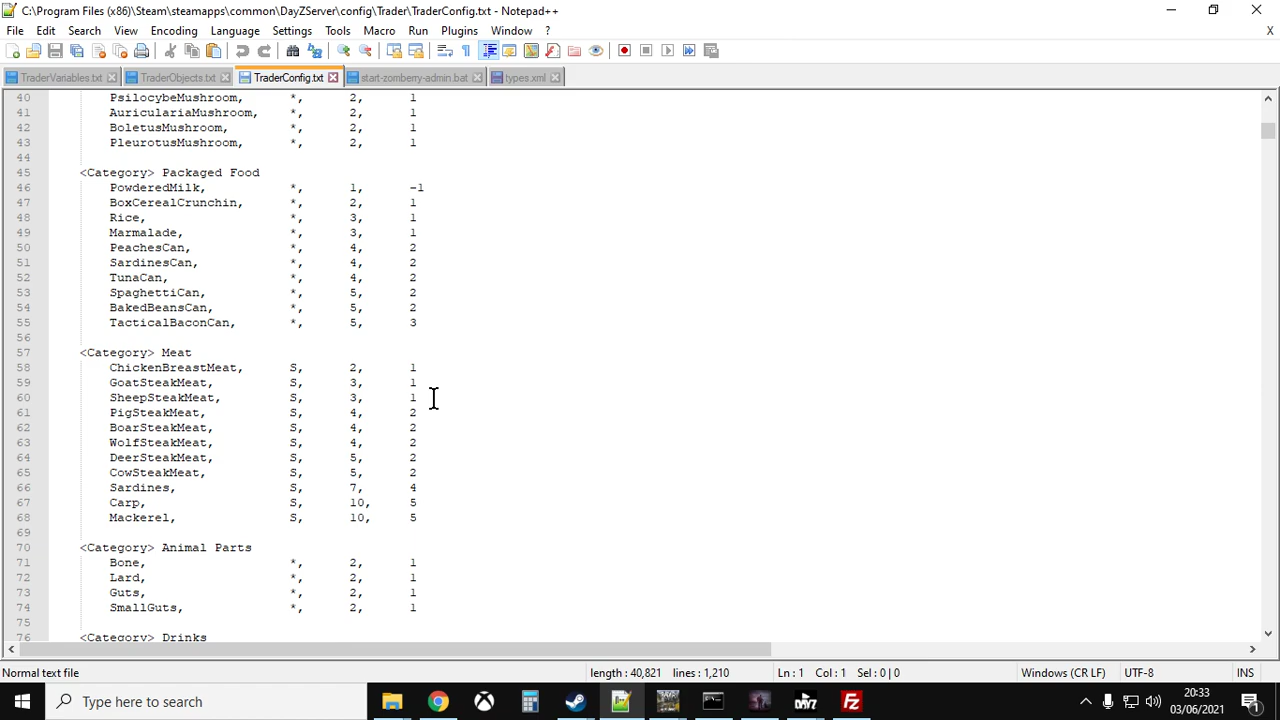 C:\Program Files (x86)\Steam\steamapps\common\DayZServer\config\Trader\TraderConfig.txt - Notepad++
File Edit Search View Encoding Language Settings Tools Macro Run Plugins Window ? X
TraderVariables.txt TraderObjects.txt TraderConfig.txt start-zomberry-admin.bat types.xml
40 PsilocybeMushroom, *, 2, 1
41 AuriculariaMushroom, *, 2, 1
42 BoletusMushroom, *, 2, 1
43 PleurotusMushroom, *, 2, 1
44
45 <Category> Packaged Food
46 PowderedMilk, *, 1, -1
47 BoxCerealCrunchin, *, 2, 1
48 Rice, *, 3, 1
49 Marmalade, *, 3, 1
50 PeachesCan, *, 4, 2
51 SardinesCan, *, 4, 2
52 TunaCan, *, 4, 2
53 SpaghettiCan, *, 5, 2
54 BakedBeansCan, *, 5, 2
55 TacticalBaconCan, *, 5, 3
56
57 <Category> Meat
58 ChickenBreastMeat, S, 2, 1
59 GoatSteakMeat, S, 3, 1
60 SheepSteakMeat, S, 3, 1
61 PigSteakMeat, S, 4, 2
62 BoarSteakMeat, S, 4, 2
63 WolfSteakMeat, S, 4, 2
64 DeerSteakMeat, S, 5, 2
65 CowSteakMeat, S, 5, 2
66 Sardines, S, 7, 4
67 Carp, S, 10, 5
68 Mackerel, S, 10, 5
69
70 <Category> Animal Parts
71 Bone, *, 2, 1
72 Lard, *, 2, 1
73 Guts, *, 2, 1
74 SmallGuts, *, 2, 1
75
76 <Category> Drinks
Normal text file length : 40,821 lines : 1,210 Ln : 1 Col : 1 Sel : 0 | 0 Windows (CR LF) UTF-8 INS
Type here to search
20:33
03/06/2021